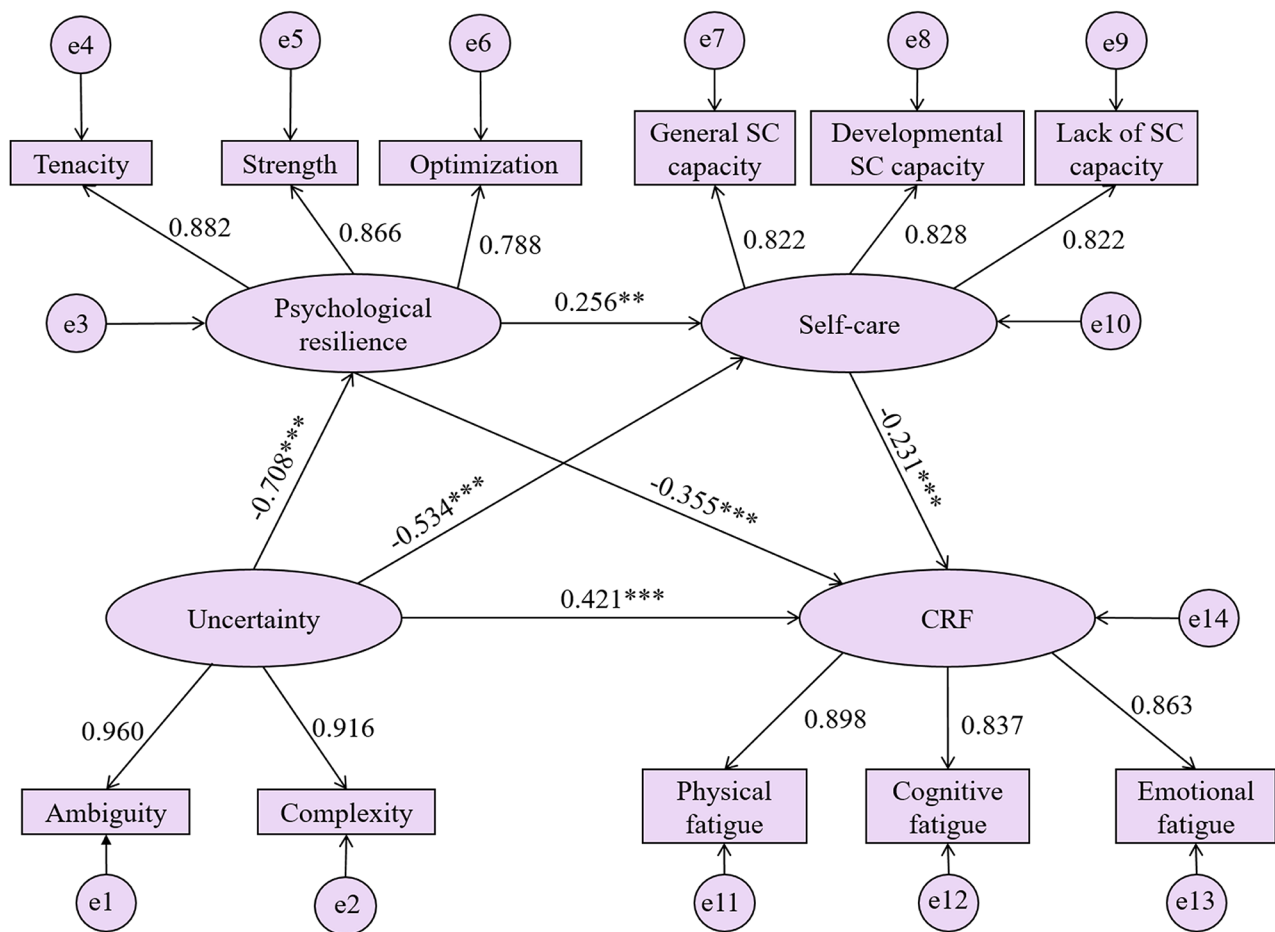 e4
e5
e6
e7
e8
e9
Tenacity
Strength
Optimization
General SC
capacity
Developmental
SC capacity
Lack of SC
capacity
0.882
0.866
0.788
0.822
0.828
0.822
e3
Psychological
resilience
0.256**
Self-care
e10
-0.708***
-0.534***
-0.355***
-0.231***
Uncertainty
0.421***
CRF
e14
0.960
0.916
0.898
0.837
0.863
Ambiguity
Complexity
Physical
fatigue
Cognitive
fatigue
Emotional
fatigue
e1
e2
e11
e12
e13